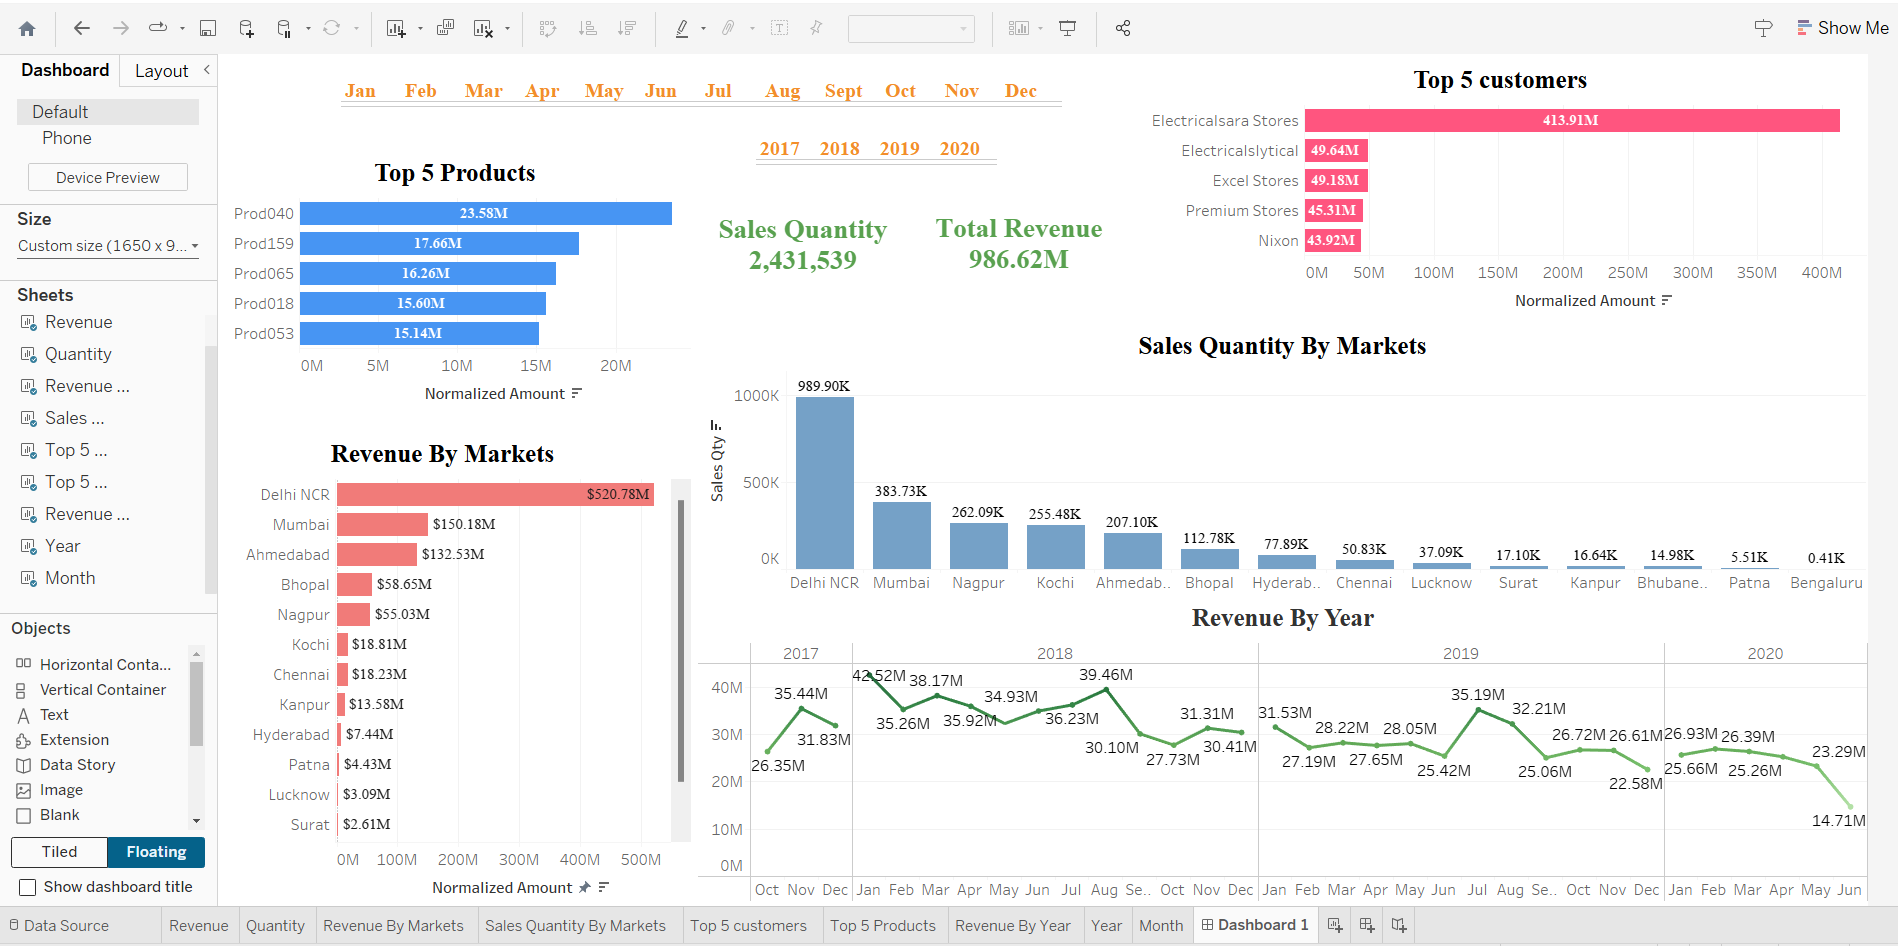 Show Me
Dashboard
Layout
Default
Phone
Device Preview
Size
Custom size (1650 x 9...
Sheets
Revenue
Quantity
Revenue ...
Sales ...
Top 5 ...
Top 5 ...
Revenue ...
Year
Month
Objects
Horizontal Conta...
Vertical Container
Text
Extension
Data Story
Image
Blank
Tiled Floating
Show dashboard title
Jan Feb Mar Apr May Jun Jul Aug Sept Oct Nov Dec
2017 2018 2019 2020
Top 5 Products
Prod040 23.58M
Prod159 17.66M
Prod065 16.26M
Prod018 15.60M
Prod053 15.14M
0M 5M 10M 15M 20M
Normalized Amount
Sales Quantity
2,431,539
Total Revenue
986.62M
Top 5 customers
Electricalsara Stores 413.91M
Electricalslytical 49.64M
Excel Stores 49.18M
Premium Stores 45.31M
Nixon 43.92M
0M 50M 100M 150M 200M 250M 300M 350M 400M
Normalized Amount
Revenue By Markets
Delhi NCR $520.78M
Mumbai $150.18M
Ahmedabad $132.53M
Bhopal $58.65M
Nagpur $55.03M
Kochi $18.81M
Chennai $18.23M
Kanpur $13.58M
Hyderabad $7.44M
Patna $4.43M
Lucknow $3.09M
Surat $2.61M
0M 100M 200M 300M 400M 500M
Normalized Amount
Sales Quantity By Markets
Sales Qty
1000K
500K
0K
989.90K 383.73K 262.09K 255.48K 207.10K 112.78K 77.89K 50.83K 37.09K 17.10K 16.64K 14.98K 5.51K 0.41K
Delhi NCR Mumbai Nagpur Kochi Ahmedab.. Bhopal Hyderab.. Chennai Lucknow Surat Kanpur Bhubane.. Patna Bengaluru
Revenue By Year
2017 2018 2019 2020
40M
30M
20M
10M
0M
26.35M 35.44M 31.83M
42.52M 35.26M 38.17M 35.92M 34.93M 36.23M 39.46M 30.10M 27.73M 31.31M 30.41M
31.53M 27.19M 28.22M 27.65M 28.05M 25.42M 35.19M 32.21M 25.06M 26.72M 26.61M 22.58M
25.66M 26.93M 26.39M 25.26M 23.29M 14.71M
Oct Nov Dec Jan Feb Mar Apr May Jun Jul Aug Se.. Oct Nov Dec Jan Feb Mar Apr May Jun Jul Aug Se.. Oct Nov Dec Jan Feb Mar Apr May Jun
Data Source Revenue Quantity Revenue By Markets Sales Quantity By Markets Top 5 customers Top 5 Products Revenue By Year Year Month Dashboard 1